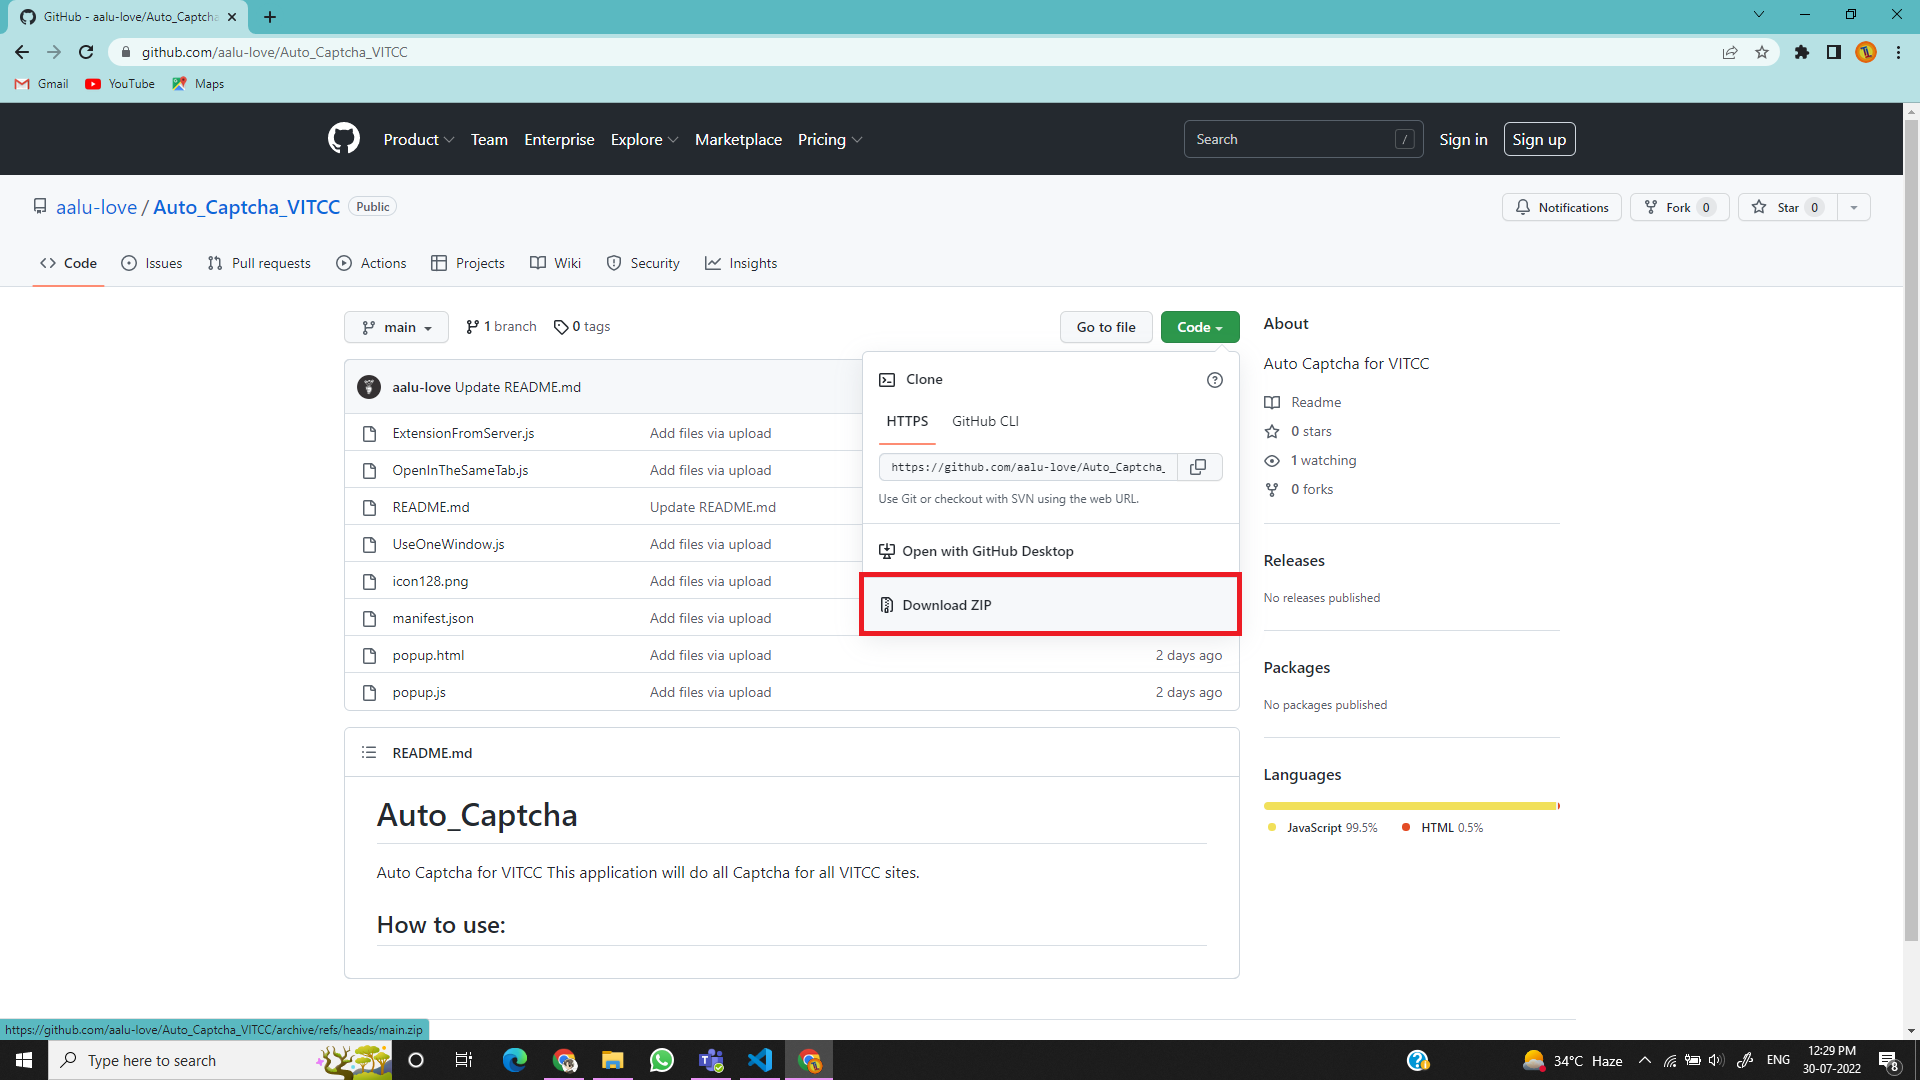 GitHub - aalu-love/Auto_Captcha
github.com/aalu-love/Auto_Captcha_VITCC
Gmail YouTube Maps
Product Team Enterprise Explore Marketplace Pricing Search / Sign in Sign up
aalu-love / Auto_Captcha_VITCC Public Notifications Fork 0 Star 0
Code Issues Pull requests Actions Projects Wiki Security Insights
main 1 branch 0 tags Go to file Code
aalu-love Update README.md
ExtensionFromServer.js Add files via upload
OpenInTheSameTab.js Add files via upload
README.md Update README.md
UseOneWindow.js Add files via upload
icon128.png Add files via upload
manifest.json Add files via upload
popup.html Add files via upload 2 days ago
popup.js Add files via upload 2 days ago
Clone
HTTPS GitHub CLI
https://github.com/aalu-love/Auto_Captcha_
Use Git or checkout with SVN using the web URL.
Open with GitHub Desktop
Download ZIP
About
Auto Captcha for VITCC
Readme
0 stars
1 watching
0 forks
Releases
No releases published
Packages
No packages published
Languages
JavaScript 99.5% HTML 0.5%
README.md
Auto_Captcha
Auto Captcha for VITCC This application will do all Captcha for all VITCC sites.
How to use:
https://github.com/aalu-love/Auto_Captcha_VITCC/archive/refs/heads/main.zip
Type here to search
34°C Haze
ENG
12:29 PM
30-07-2022
8